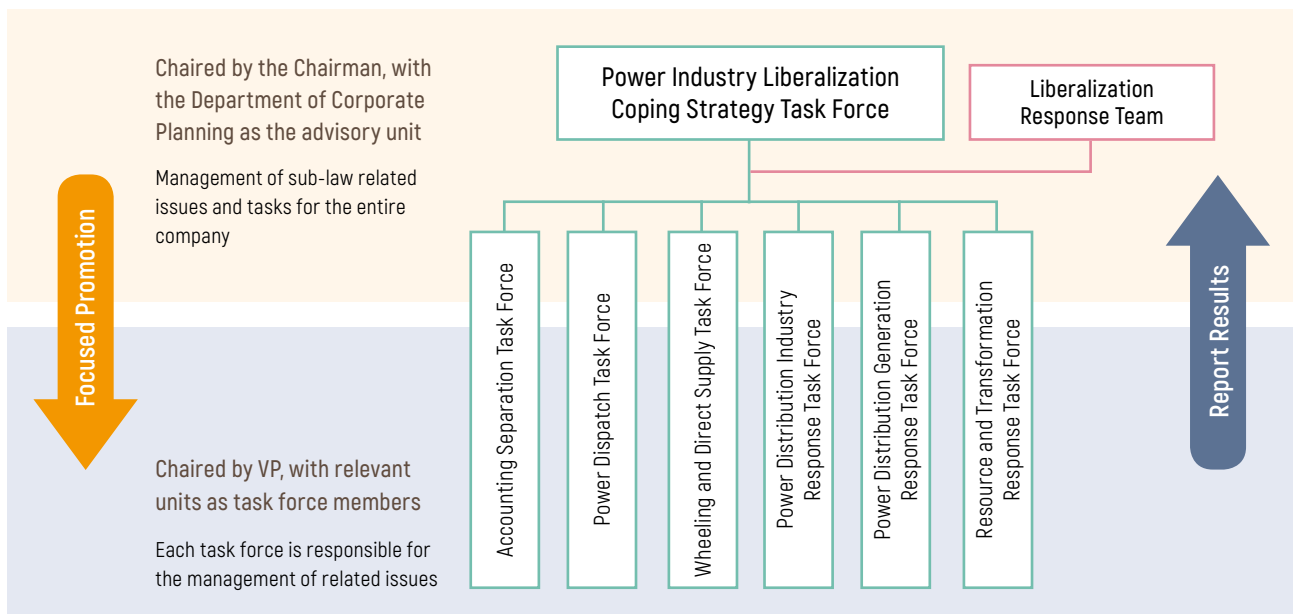 Chaired by the Chairman, with
the Department of Corporate
Planning as the advisory unit
Management of sub-law related
issues and tasks for the entire
company
Power Industry Liberalization
Coping Strategy Task Force
Liberalization
Response Team
Focused Promotion
Report Results
Accounting Separation Task Force
Power Dispatch Task Force
Wheeling and Direct Supply Task Force
Power Distribution Industry
Response Task Force
Power Distribution Generation
Response Task Force
Resource and Transformation
Response Task Force
Chaired by VP, with relevant
units as task force members
Each task force is responsible for
the management of related issues